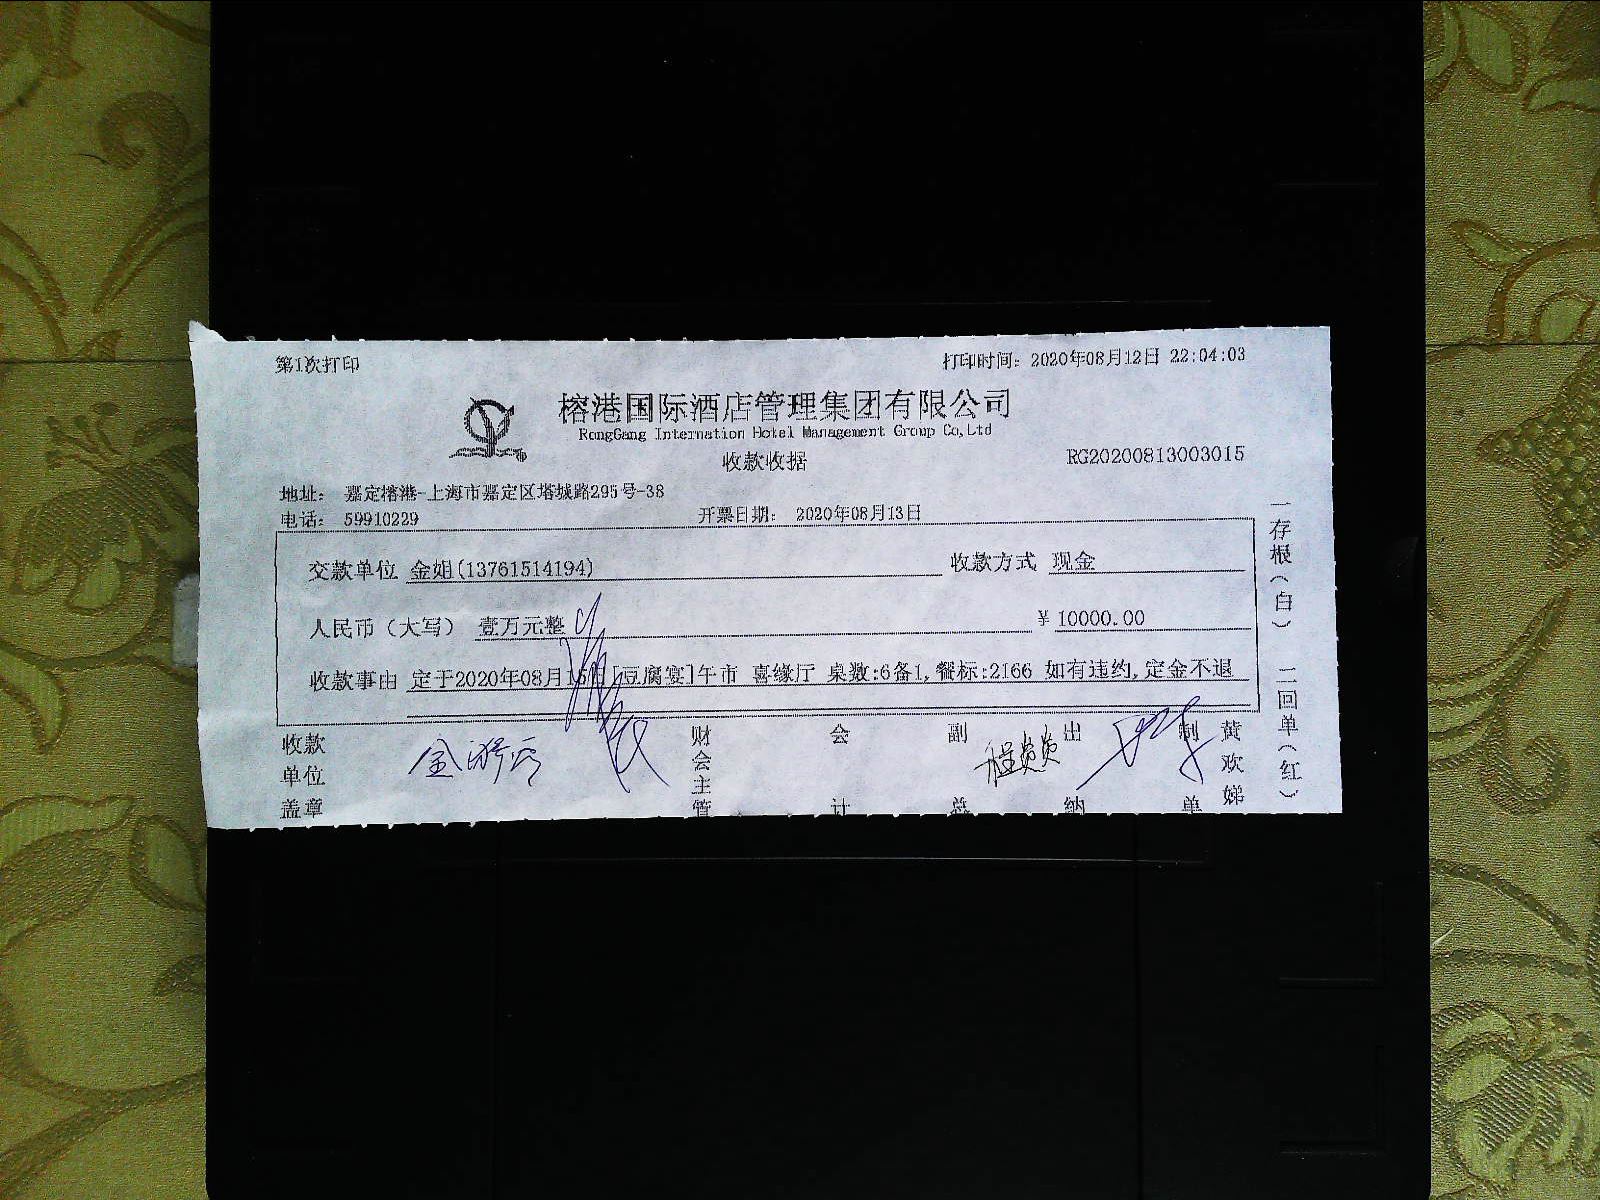 第1次打印 打印时间: 2020年08月12日 22:04:03
榕港国际酒店管理集团有限公司
RongGang Internation Hotel Management Group Co,Ltd
收款收据 RG20200813003015
地址: 嘉定榕港-上海市嘉定区塔城路295号-38
电话: 59910229 开票日期: 2020年08月13日
交款单位 金姐(13761514194) 收款方式 现金
人民币（大写） 壹万元整 ¥ 10000.00
收款事由 定于2020年08月15日[豆腐宴]午市 喜缘厅 桌数:6备1,餐标:2166 如有违约,定金不退
收款单位盖章 财会主管 会计 副总 出纳 制单 黄欢娣
一存根(白) 二回单(红)